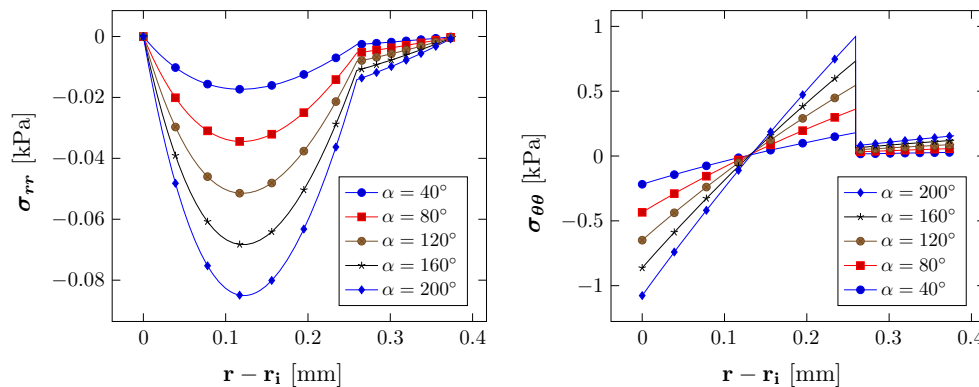 0
−0.02
−0.04
−0.06
−0.08
σrr [kPa]
α = 40°
α = 80°
α = 120°
α = 160°
α = 200°
0 0.1 0.2 0.3 0.4
r − ri [mm]
1
0.5
0
−0.5
−1
σθθ [kPa]
α = 200°
α = 160°
α = 120°
α = 80°
α = 40°
0 0.1 0.2 0.3 0.4
r − ri [mm]